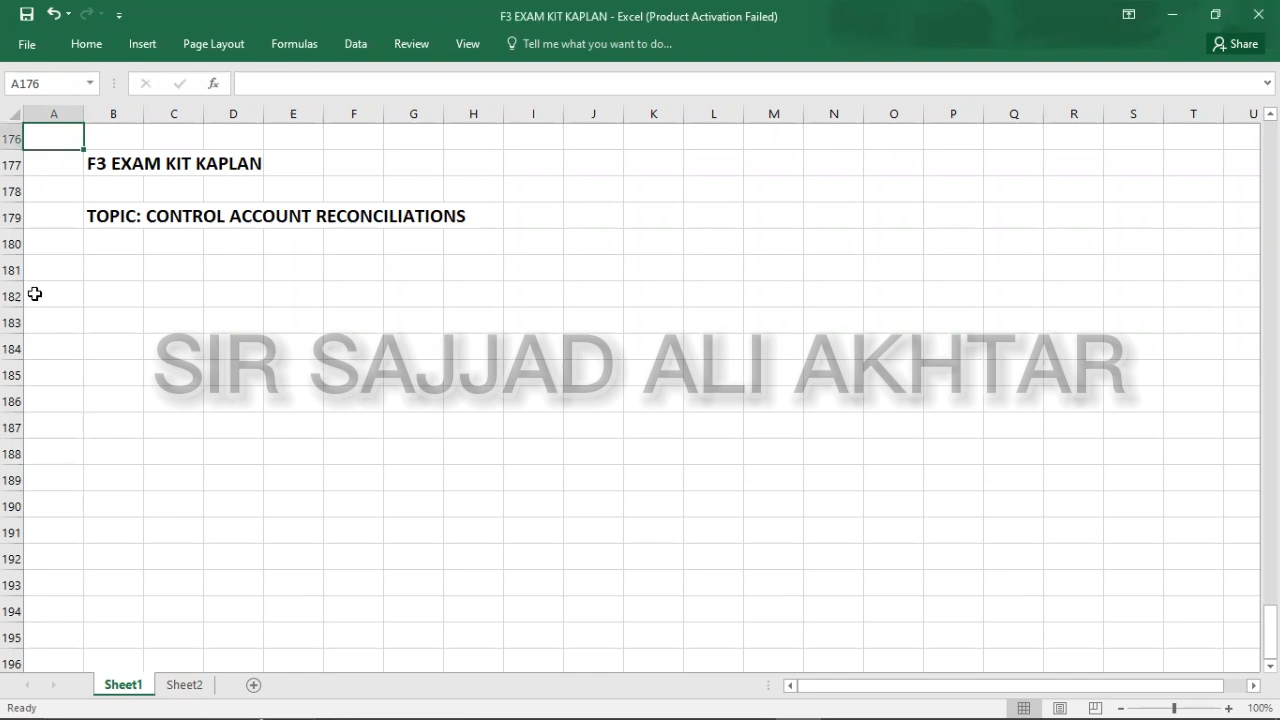 F3 EXAM KIT KAPLAN - Excel (Product Activation Failed)
File Home Insert Page Layout Formulas Data Review View Tell me what you want to do... Share
A176 fx
A B C D E F G H I J K L M N O P Q R S T U
176
177 F3 EXAM KIT KAPLAN
178
179 TOPIC: CONTROL ACCOUNT RECONCILIATIONS
180
181
182
183
SIR SAJJAD ALI AKHTAR
184
185
186
187
188
189
190
191
192
193
194
195
196
Sheet1 Sheet2
Ready 100%